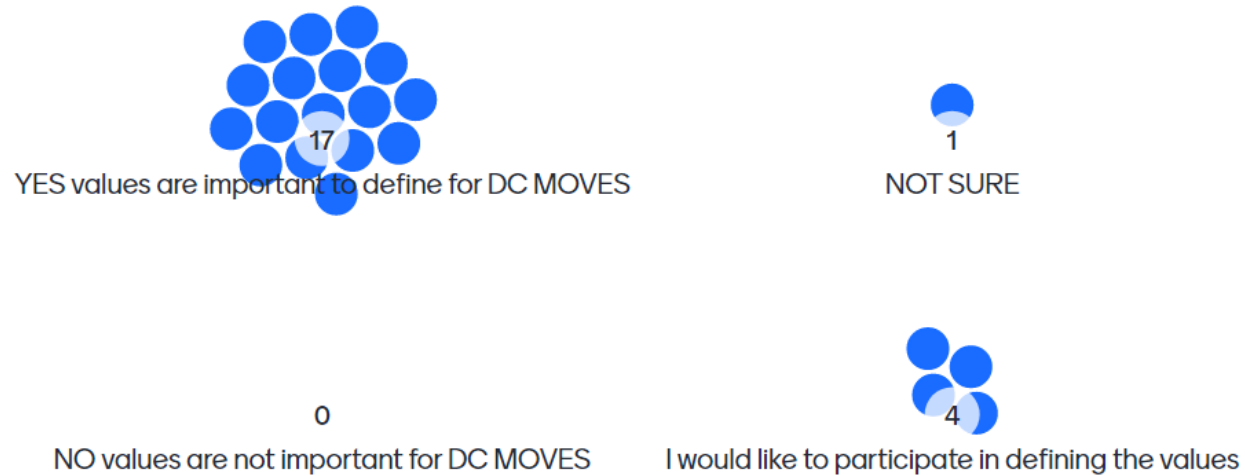 17
YES values are important to define for DC MOVES
1
NOT SURE
0
NO values are not important for DC MOVES
4
I would like to participate in defining the values